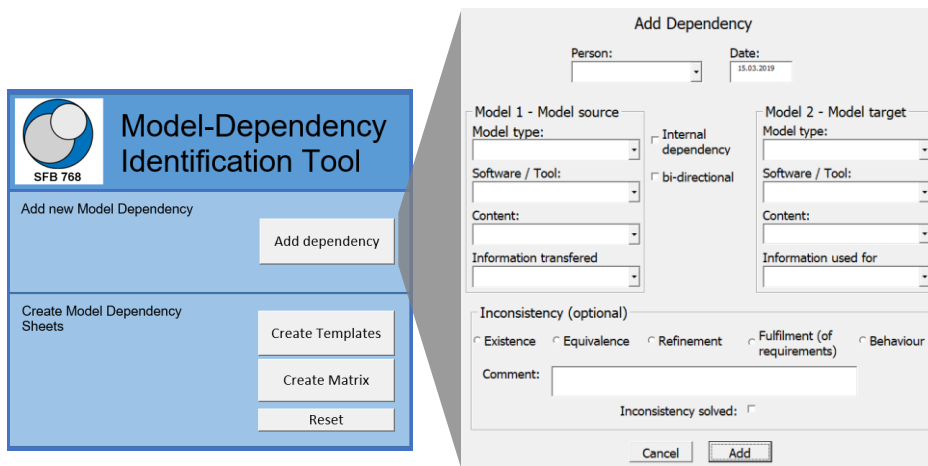 SFB 768
Model-Dependency
Identification Tool
Add new Model Dependency
Add dependency
Create Model Dependency
Sheets
Create Templates
Create Matrix
Reset
Add Dependency
Person:
Date:
15.03.2019
Model 1 - Model source
Model type:
Software / Tool:
Content:
Information transfered
Internal
dependency
bi-directional
Model 2 - Model target
Model type:
Software / Tool:
Content:
Information used for
Inconsistency (optional)
Existence
Equivalence
Refinement
Fulfilment (of
requirements)
Behaviour
Comment:
Inconsistency solved:
Cancel
Add